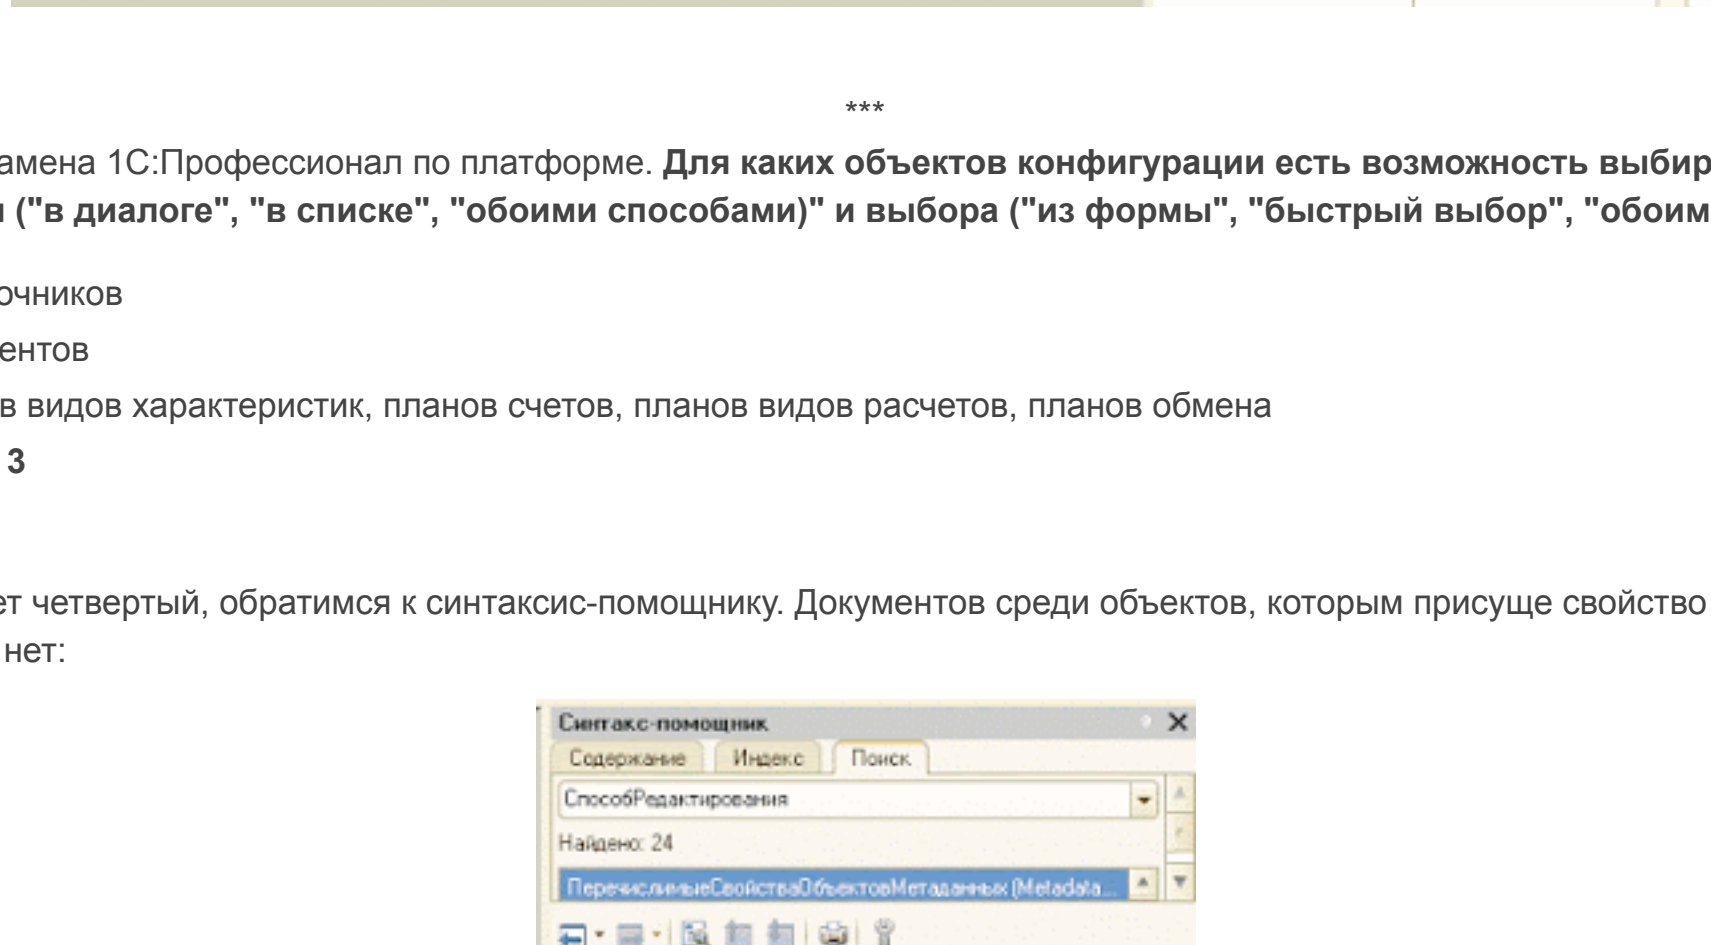 ***
амена 1С:Профессионал по платформе. Для каких объектов конфигурации есть возможность выбир
и ("в диалоге", "в списке", "обоими способами)" и выбора ("из формы", "быстрый выбор", "обоим
очников
ентов
в видов характеристик, планов счетов, планов видов расчетов, планов обмена
3
ет четвертый, обратимся к синтаксис-помощнику. Документов среди объектов, которым присуще свойство
нет:
Синтакс-помощник
Содержание Индекс Поиск
СпособРедактирования
Найдено: 24
ПеречислимыеСвойстваОбъектовМетаданных (Metadata...